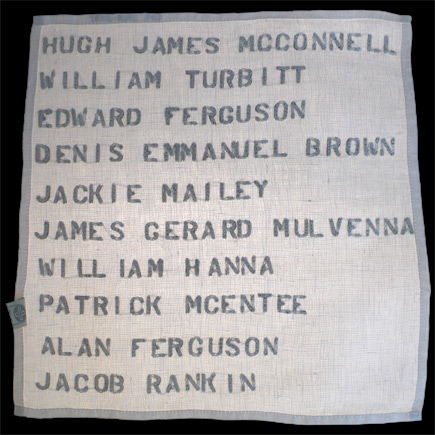 HUGH JAMES MCCONNELL
WILLIAM TURBITT
EDWARD FERGUSON
DENIS EMMANUEL BROWN
JACKIE MAILEY
JAMES GERARD MULVENNA
WILLIAM HANNA
PATRICK MCENTEE
ALAN FERGUSON
JACOB RANKIN